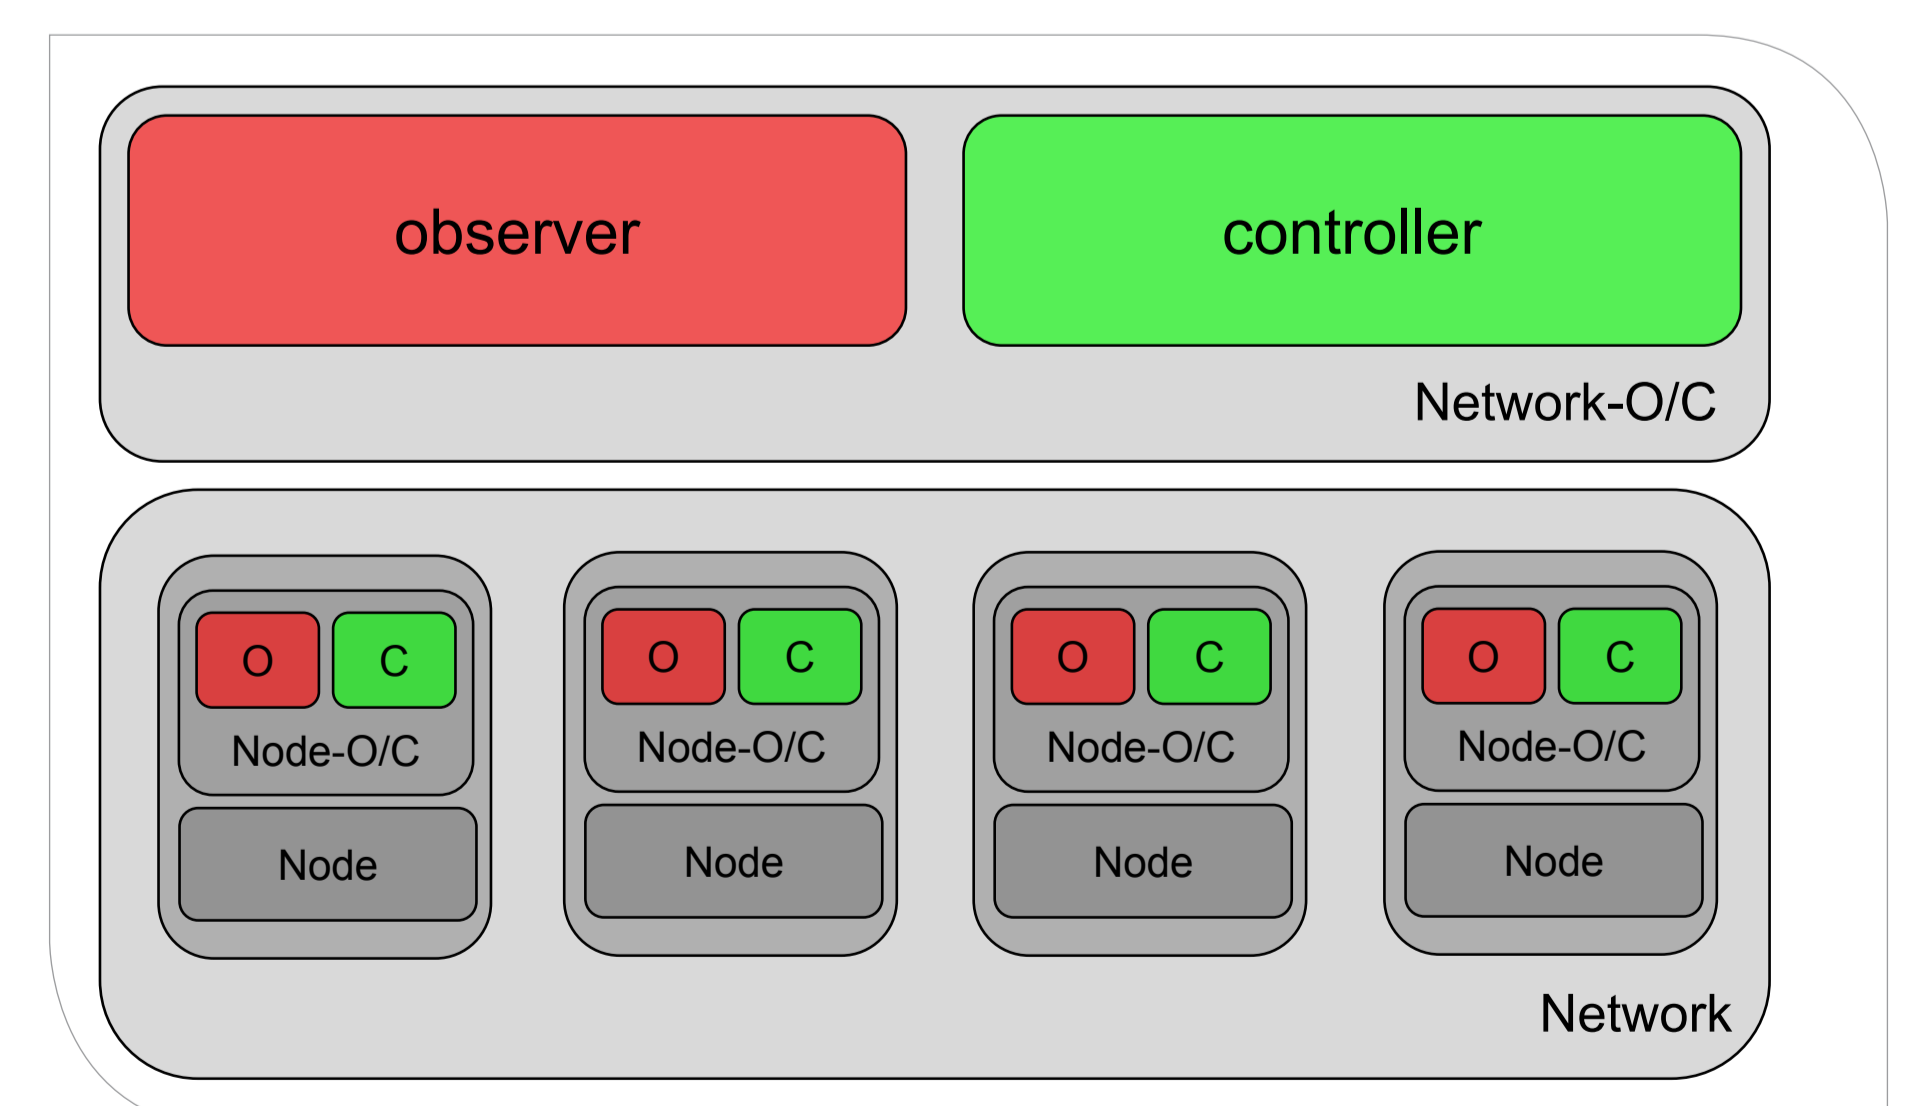 observer
controller
Network-O/C
O
C
Node-O/C
Node
O
C
Node-O/C
Node
O
C
Node-O/C
Node
O
C
Node-O/C
Node
Network